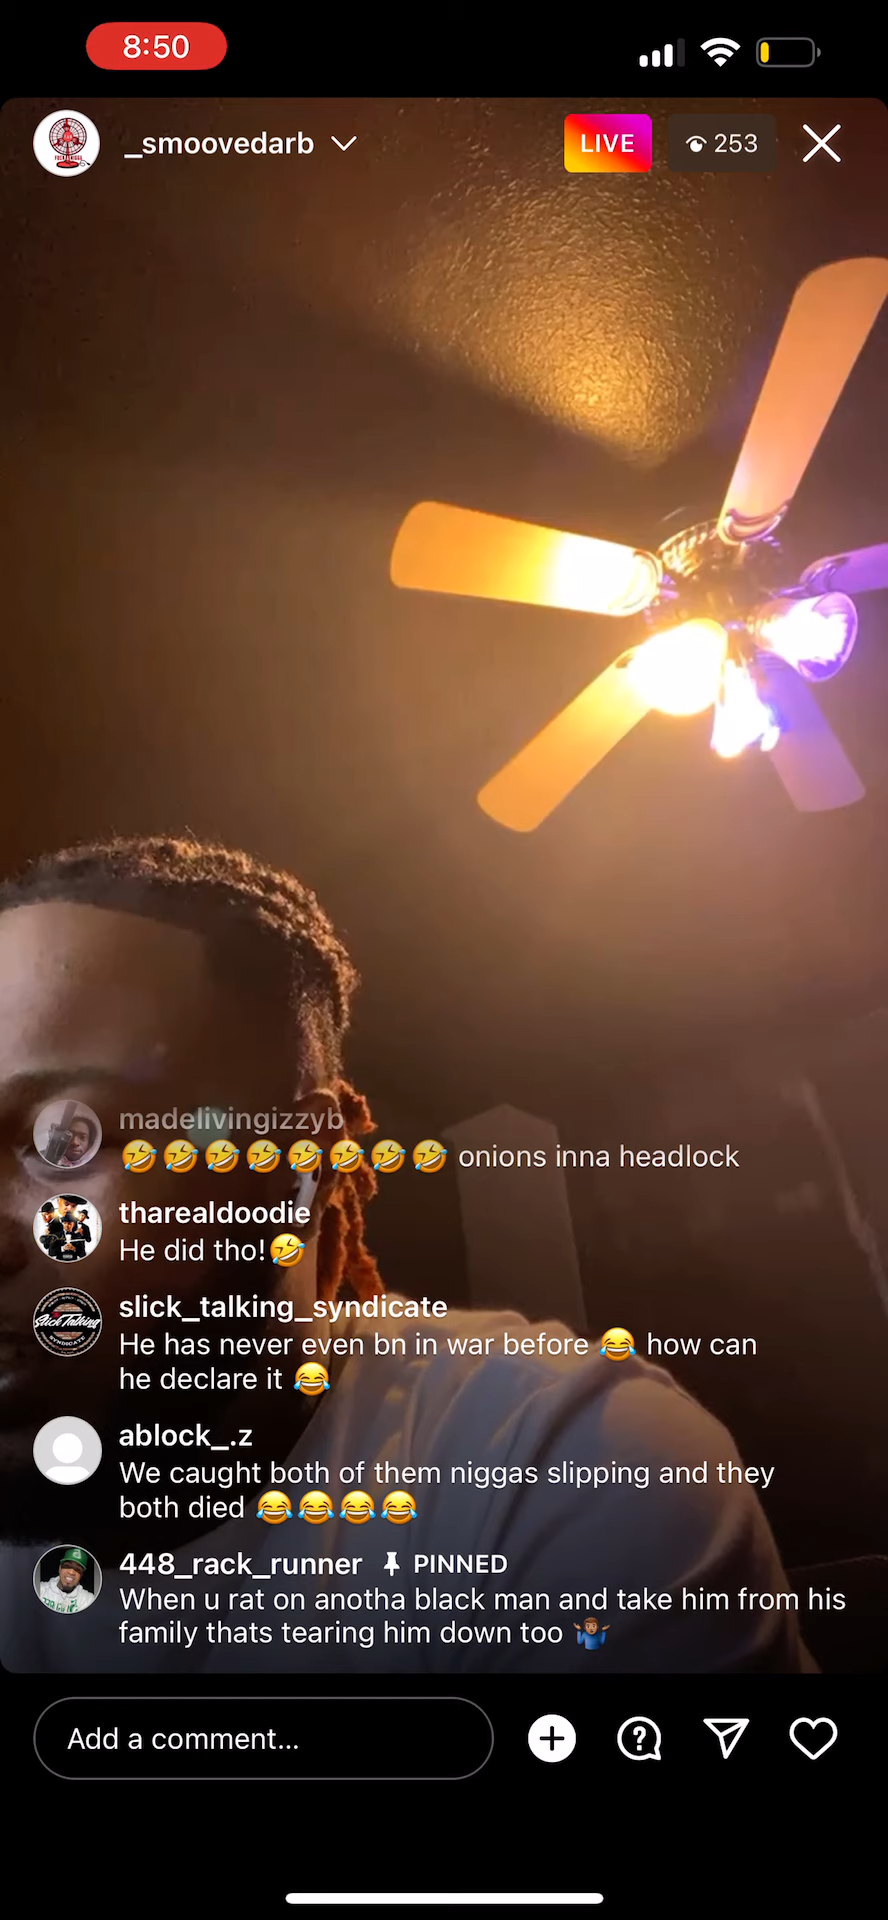 8:50
_smoovedarb
LIVE
253
madelivingizzyb
🤣🤣🤣🤣🤣🤣🤣🤣 onions inna headlock
tharealdoodie
He did tho!🤣
slick_talking_syndicate
He has never even bn in war before 😂 how can
he declare it 😂
Slick Talking
SYNDICATE
ablock_.z
We caught both of them niggas slipping and they
both died 😂😂😂😂
448_rack_runner PINNED
When u rat on anotha black man and take him from his
family thats tearing him down too 🤷🏾‍♂️
Add a comment...